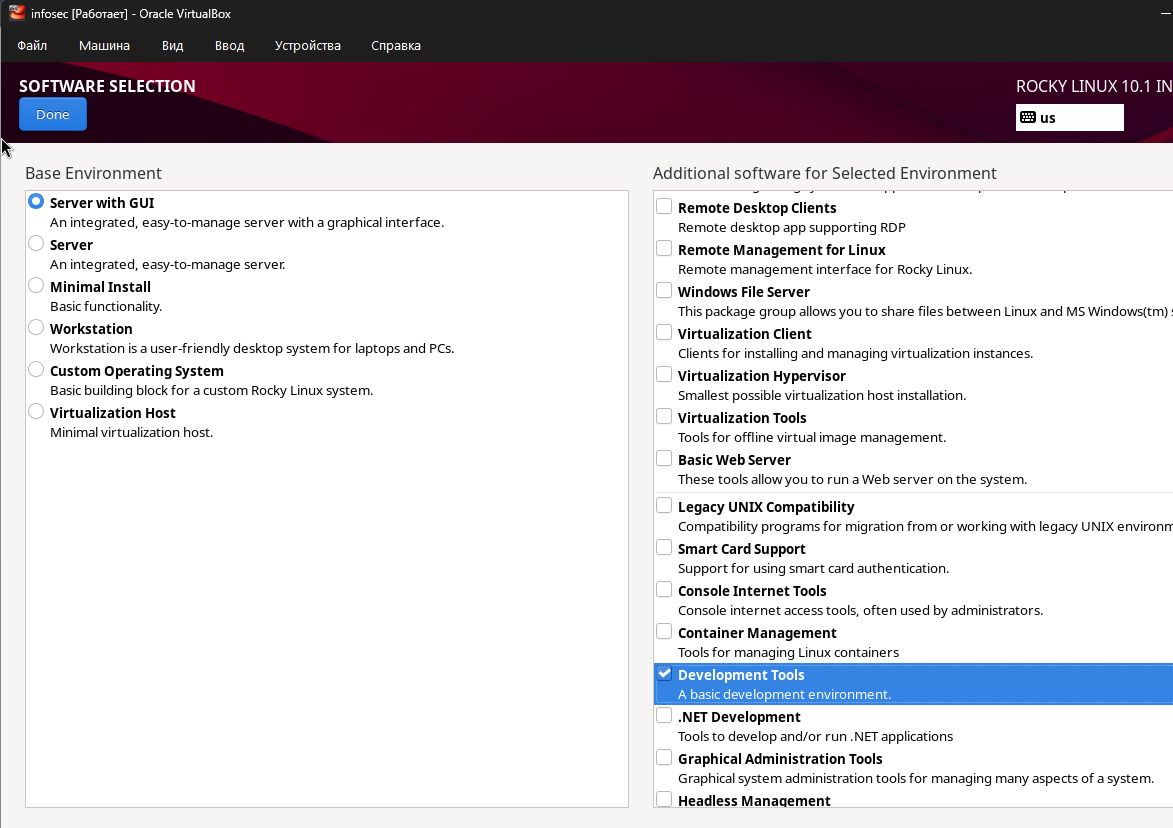 infosec [Работает] - Oracle VirtualBox
Файл Машина Вид Ввод Устройства Справка
SOFTWARE SELECTION
Done
ROCKY LINUX 10.1 IN
us
Base Environment
Server with GUI
An integrated, easy-to-manage server with a graphical interface.
Server
An integrated, easy-to-manage server.
Minimal Install
Basic functionality.
Workstation
Workstation is a user-friendly desktop system for laptops and PCs.
Custom Operating System
Basic building block for a custom Rocky Linux system.
Virtualization Host
Minimal virtualization host.
Additional software for Selected Environment
Remote Desktop Clients
Remote desktop app supporting RDP
Remote Management for Linux
Remote management interface for Rocky Linux.
Windows File Server
This package group allows you to share files between Linux and MS Windows(tm)
Virtualization Client
Clients for installing and managing virtualization instances.
Virtualization Hypervisor
Smallest possible virtualization host installation.
Virtualization Tools
Tools for offline virtual image management.
Basic Web Server
These tools allow you to run a Web server on the system.
Legacy UNIX Compatibility
Compatibility programs for migration from or working with legacy UNIX environm
Smart Card Support
Support for using smart card authentication.
Console Internet Tools
Console internet access tools, often used by administrators.
Container Management
Tools for managing Linux containers
Development Tools
A basic development environment.
.NET Development
Tools to develop and/or run .NET applications
Graphical Administration Tools
Graphical system administration tools for managing many aspects of a system.
Headless Management